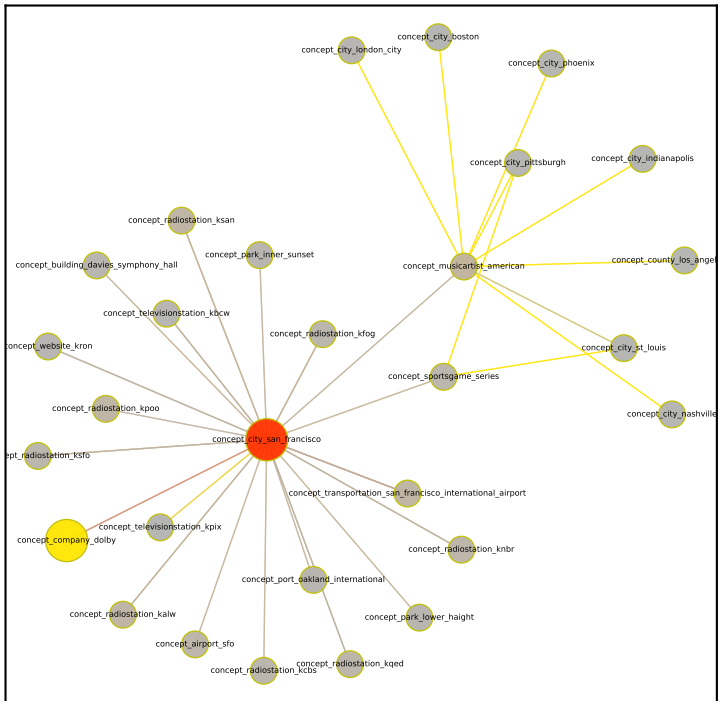 concept_city_boston
concept_city_london_city
concept_city_phoenix
concept_city_pittsburgh
concept_city_indianapolis
concept_radiostation_ksan
concept_park_inner_sunset
concept_county_los_angel
concept_building_davies_symphony_hall
concept_musicartist_american
concept_televisionstation_kbcw
concept_radiostation_kfog
concept_website_kron
concept_city_st_louis
concept_sportsgame_series
concept_radiostation_kpoo
concept_city_nashville
concept_city_san_francisco
ept_radiostation_ksfo
concept_transportation_san_francisco_international_airport
concept_televisionstation_kpix
concept_company_dolby
concept_radiostation_knbr
concept_port_oakland_international
concept_radiostation_kalw
concept_park_lower_haight
concept_airport_sfo
concept_radiostation_kqed
concept_radiostation_kcbs